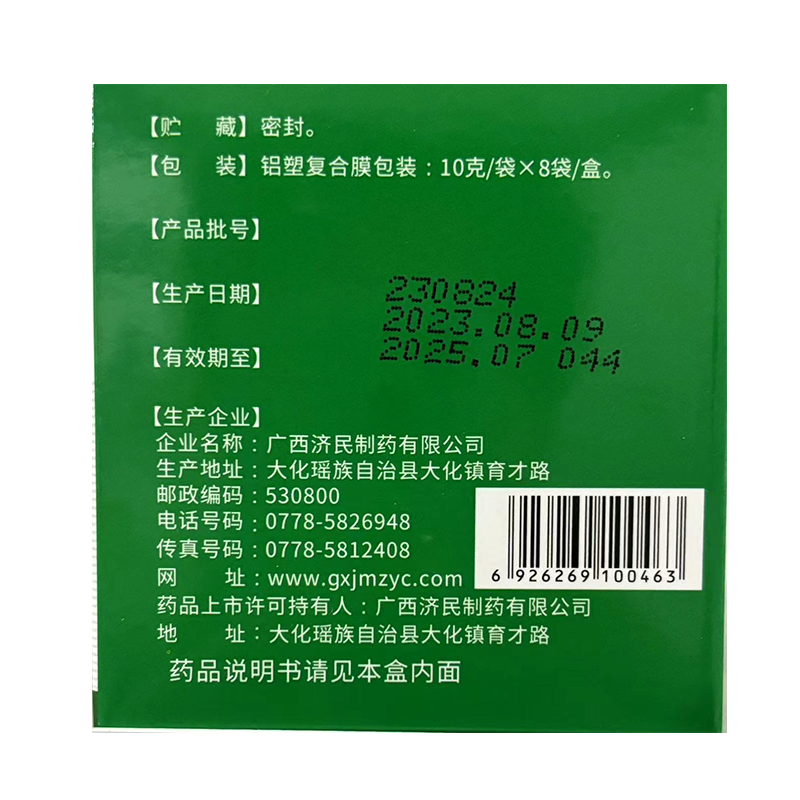 【贮 藏】密封。
【包 装】铝塑复合膜包装：10克/袋×8袋/盒。
【产品批号】
【生产日期】
【有效期至】
230824
2023.08.09
2025.07 044
【生产企业】
企业名称：广西济民制药有限公司
生产地址：大化瑶族自治县大化镇育才路
邮政编码：530800
电话号码：0778-5826948
传真号码：0778-5812408
网 址：www.gxjmzyc.com
药品上市许可持有人：广西济民制药有限公司
地 址：大化瑶族自治县大化镇育才路
药品说明书请见本盒内面
6 926269 100463